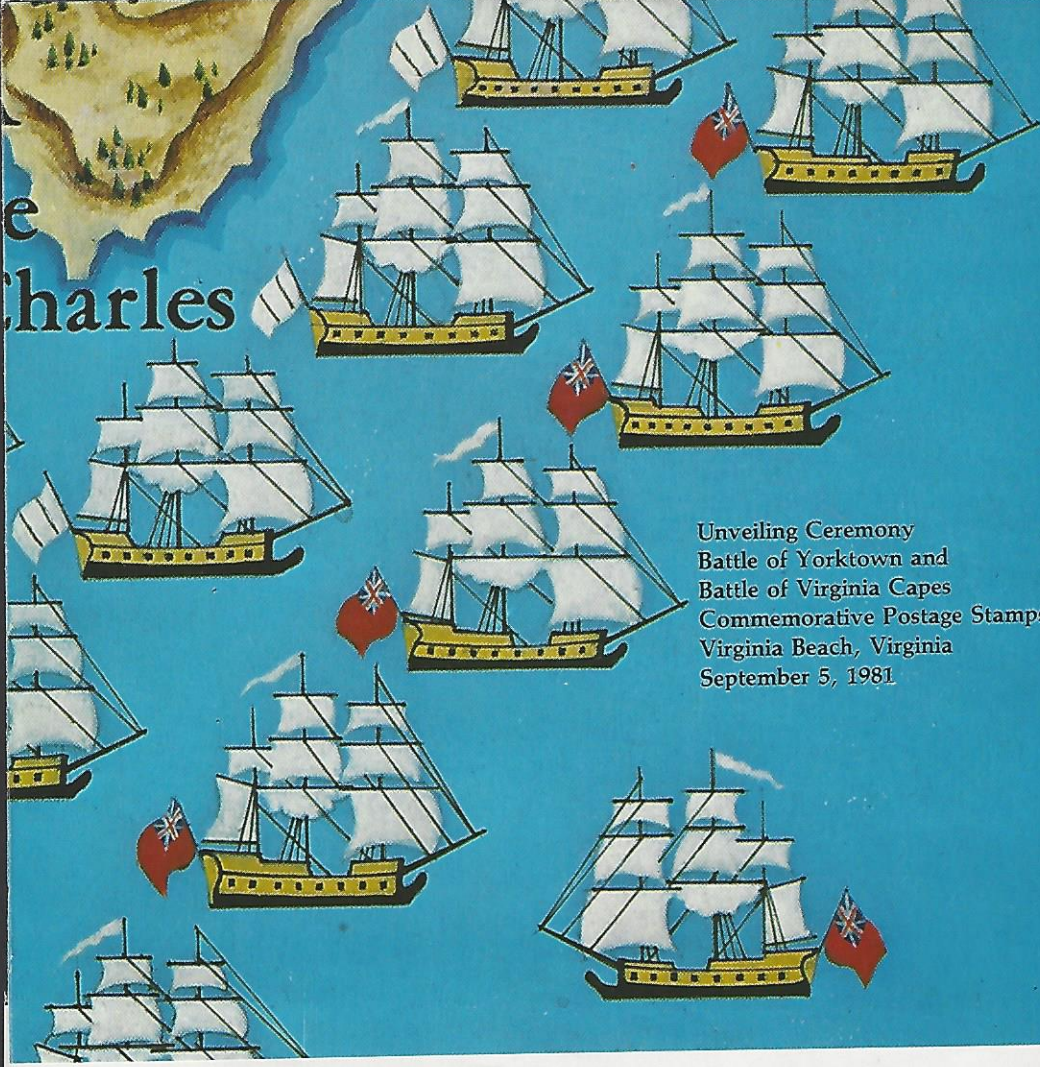 e
Charles
Unveiling Ceremony
Battle of Yorktown and
Battle of Virginia Capes
Commemorative Postage Stamps
Virginia Beach, Virginia
September 5, 1981